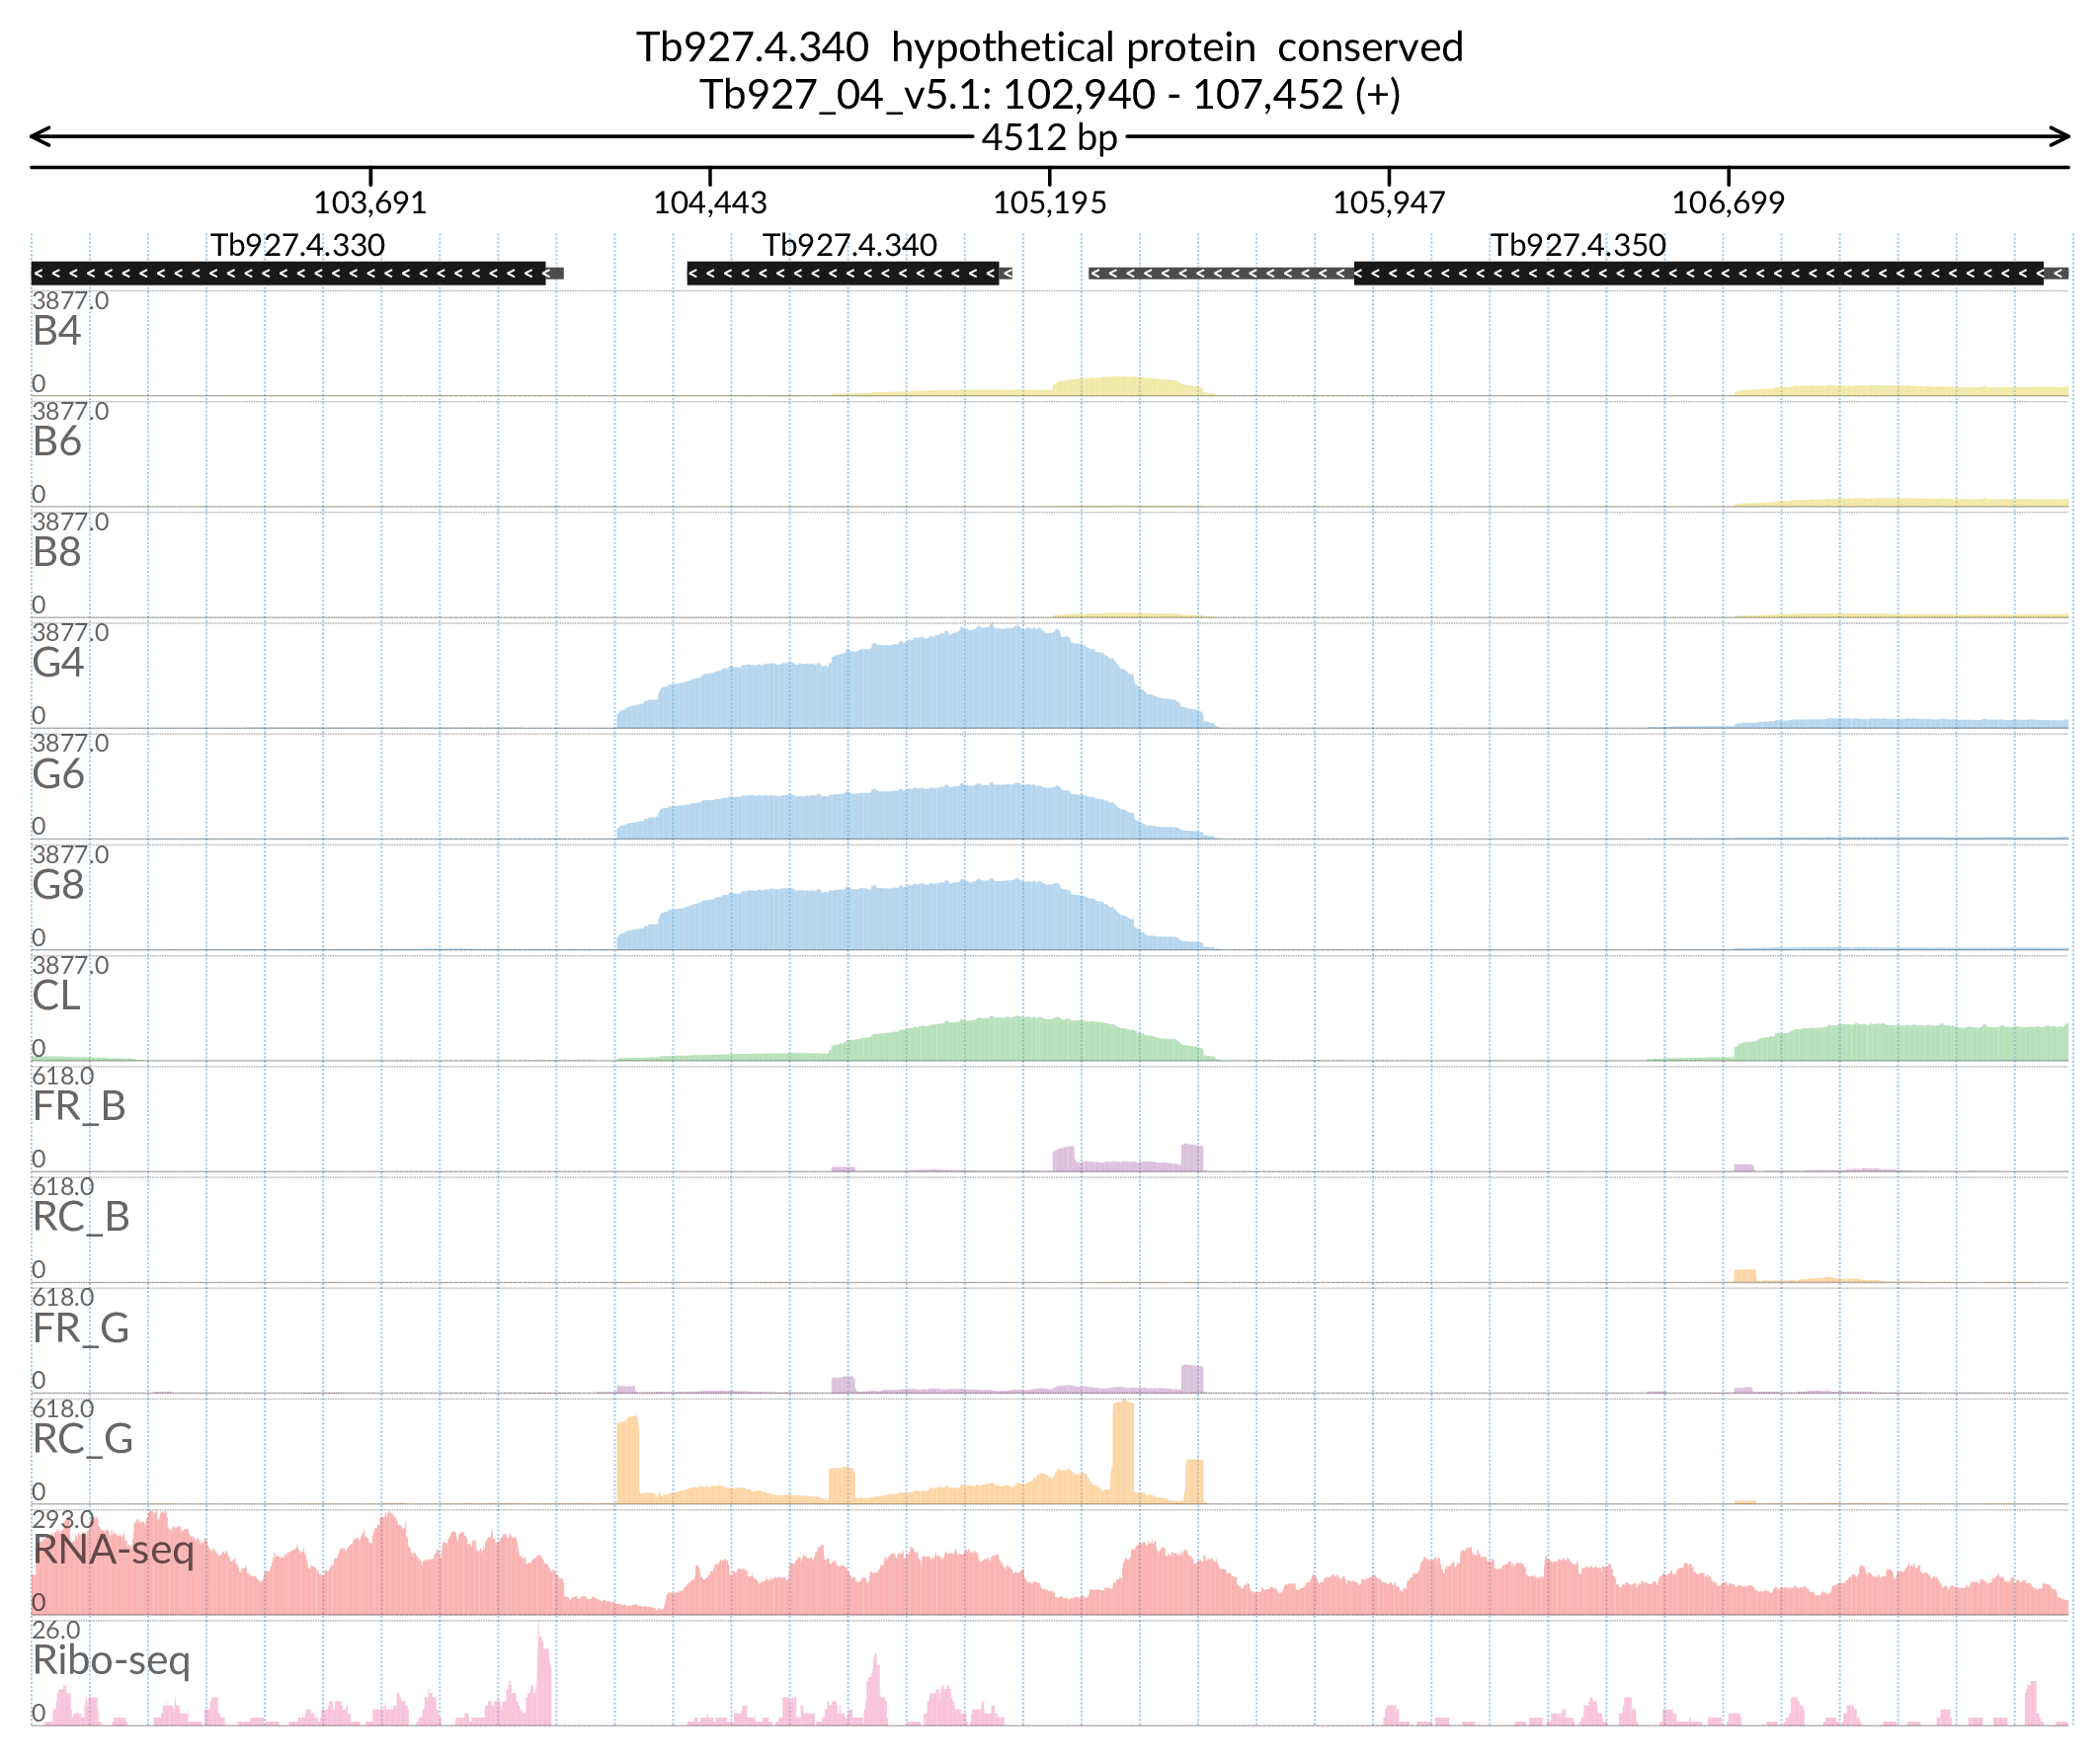 Tb927.4.340  hypothetical protein  conserved
Tb927_04_v5.1: 102,940 - 107,452 (+)
4512 bp
103,691 104,443 105,195 105,947 106,699
Tb927.4.330 Tb927.4.340 Tb927.4.350
3877.0
B4
0
3877.0
B6
0
3877.0
B8
0
3877.0
G4
0
3877.0
G6
0
3877.0
G8
0
3877.0
CL
0
618.0
FR_B
0
618.0
RC_B
0
618.0
FR_G
0
618.0
RC_G
0
293.0
RNA-seq
0
26.0
Ribo-seq
0